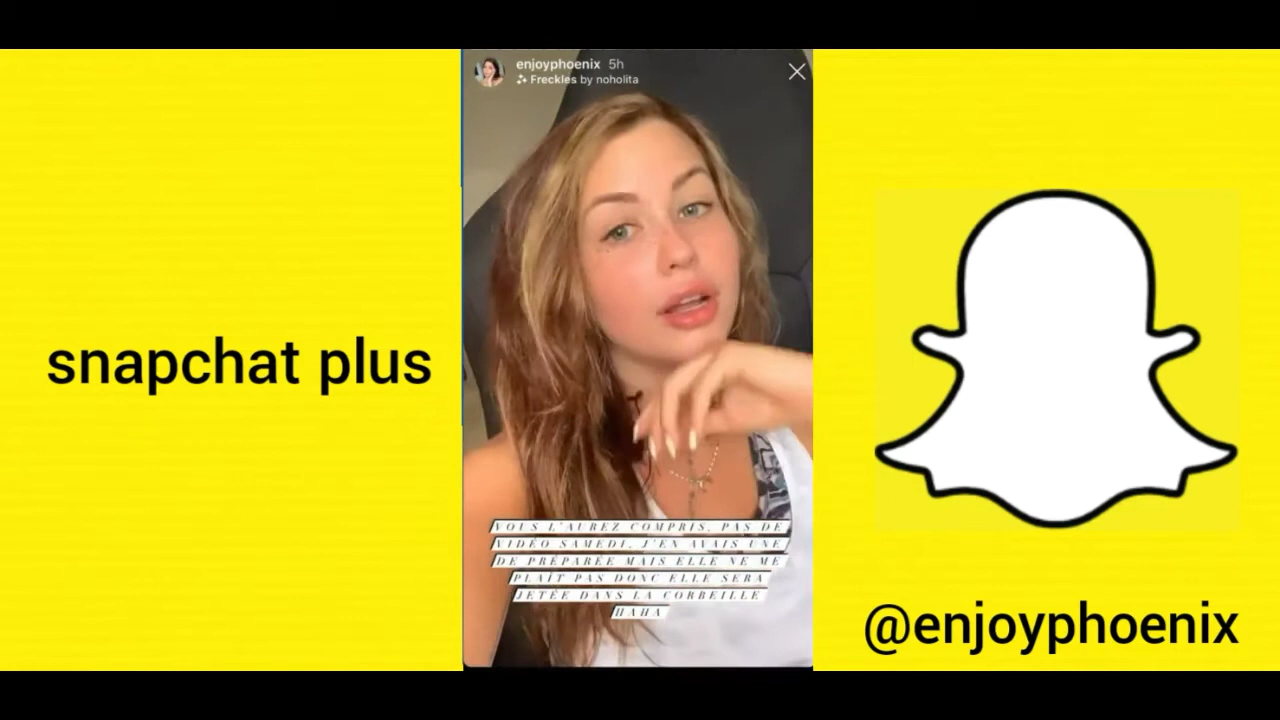 enjoyphoenix 5h
Freckles by noholita
snapchat plus
VOUS L'AUREZ COMPRIS, PAS DE
VIDÉO SAMEDI, J'EN AVAIS UNE
DE PRÉPARÉE MAIS ELLE NE ME
PLAÎT PAS DONC ELLE SERA
JETÉE DANS LA CORBEILLE
HAHA
@enjoyphoenix